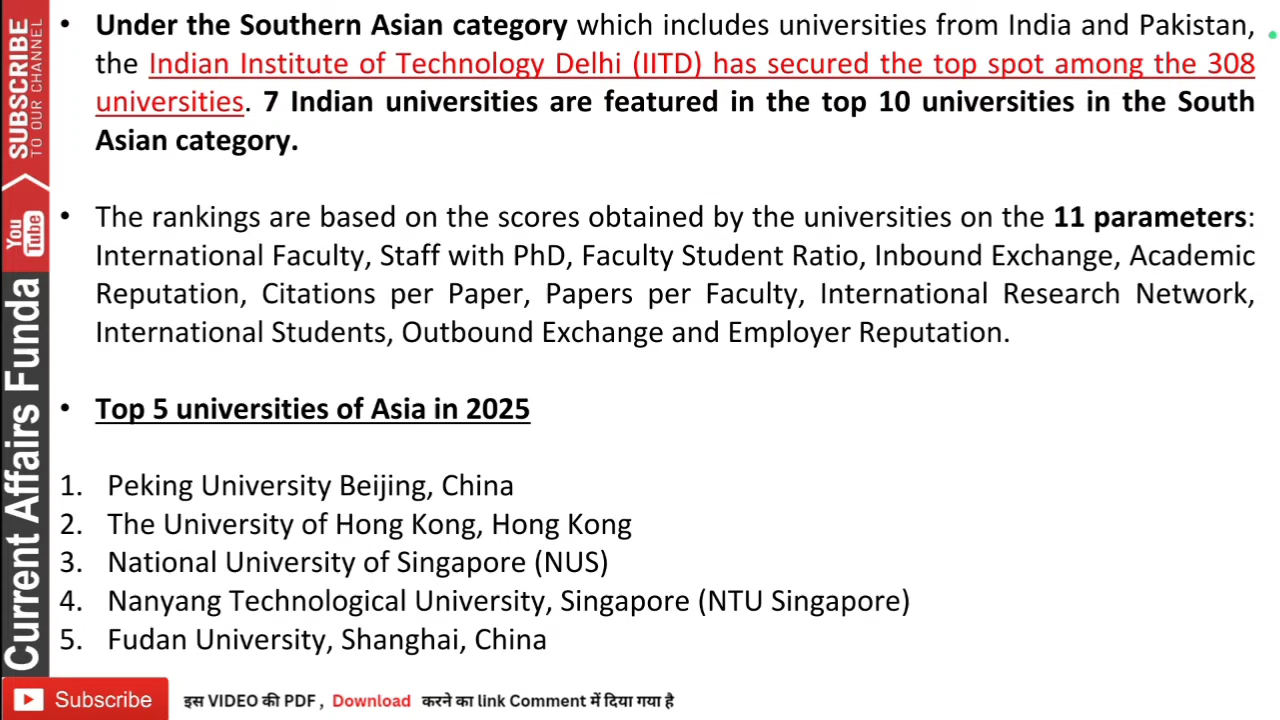 • Under the Southern Asian category which includes universities from India and Pakistan,
the Indian Institute of Technology Delhi (IITD) has secured the top spot among the 308
universities. 7 Indian universities are featured in the top 10 universities in the South
Asian category.
• The rankings are based on the scores obtained by the universities on the 11 parameters:
International Faculty, Staff with PhD, Faculty Student Ratio, Inbound Exchange, Academic
Reputation, Citations per Paper, Papers per Faculty, International Research Network,
International Students, Outbound Exchange and Employer Reputation.
• Top 5 universities of Asia in 2025
1. Peking University Beijing, China
2. The University of Hong Kong, Hong Kong
3. National University of Singapore (NUS)
4. Nanyang Technological University, Singapore (NTU Singapore)
5. Fudan University, Shanghai, China
SUBSCRIBE
TO OUR CHANNEL
You
Tube
Current Affairs Funda
Subscribe
इस VIDEO की PDF , Download करने का link Comment में दिया गया है